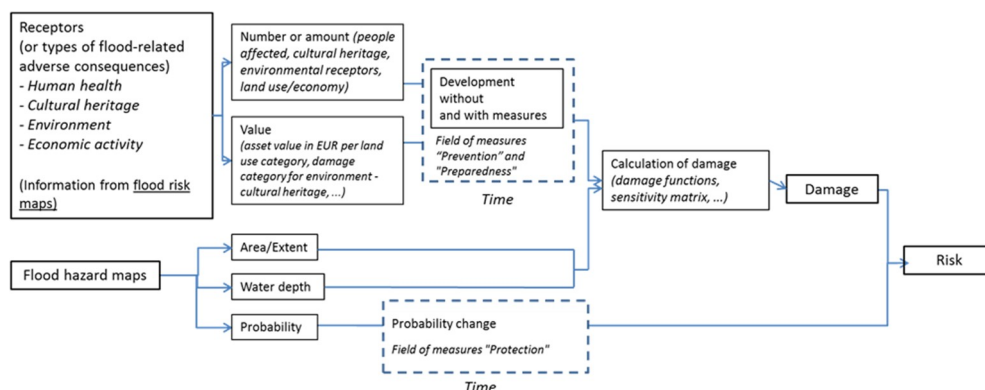 Receptors
(or types of flood-related
adverse consequences)
- Human health
- Cultural heritage
- Environment
- Economic activity
(Information from flood risk
maps)
Number or amount (people
affected, cultural heritage,
environmental receptors,
land use/economy)
Value
(asset value in EUR per land
use category, damage
category for environment -
cultural heritage, ...)
Development
without
and with measures
Field of measures
“Prevention” and
"Preparedness"
Time
Calculation of damage
(damage functions,
sensitivity matrix, ...)
Damage
Risk
Flood hazard maps
Area/Extent
Water depth
Probability
Probability change
Field of measures "Protection"
Time